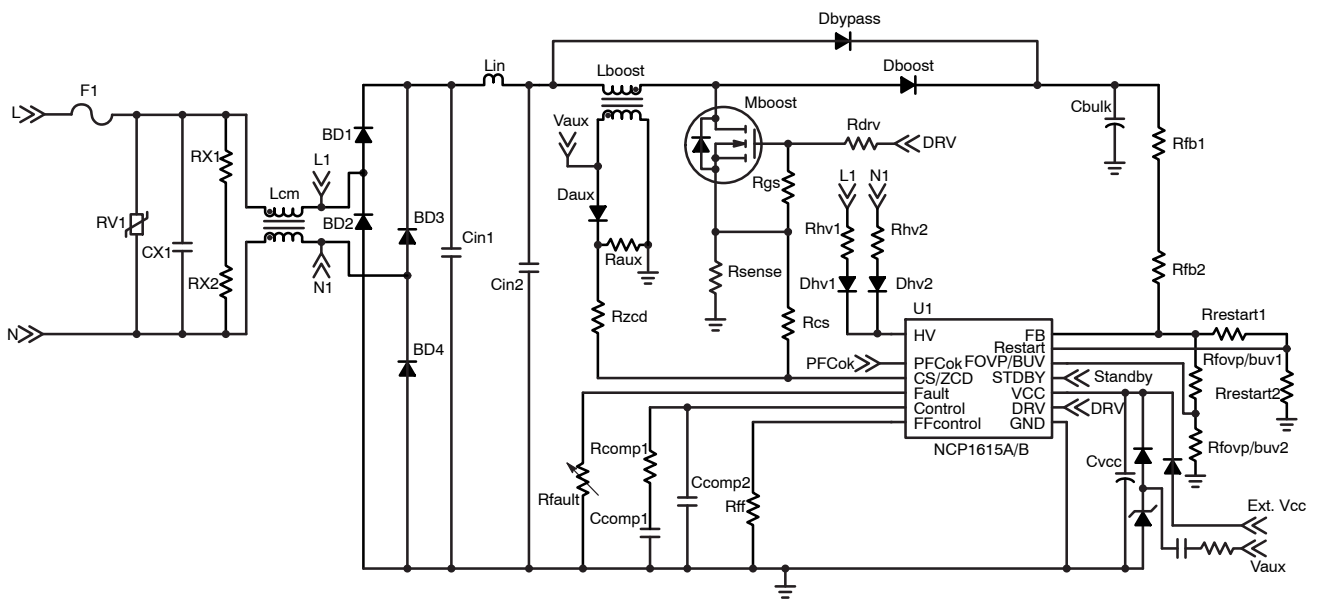 Dbypass
Lin
Lboost
Dboost
F1
L
Mboost
Cbulk
Vaux
Rdrv
DRV
BD1
RX1
L1
Rfb1
Lcm
Rgs
L1
N1
Daux
RV1
BD2
BD3
Rhv1
Rhv2
CX1
Cin1
Raux
Rsense
Rfb2
RX2
N1
Cin2
Dhv1
Dhv2
U1
Rzcd
Rcs
Rrestart1
N
HV
FB
Restart
BD4
PFCok
PFCok
FOVP/BUV
Rfovp/buv1
CS/ZCD
STDBY
Standby
Fault
VCC
Rrestart2
Control
DRV
DRV
FFcontrol
GND
NCP1615A/B
Rcomp1
Rfovp/buv2
Cvcc
Ccomp2
Rfault
Rff
Ccomp1
Ext. Vcc
Vaux